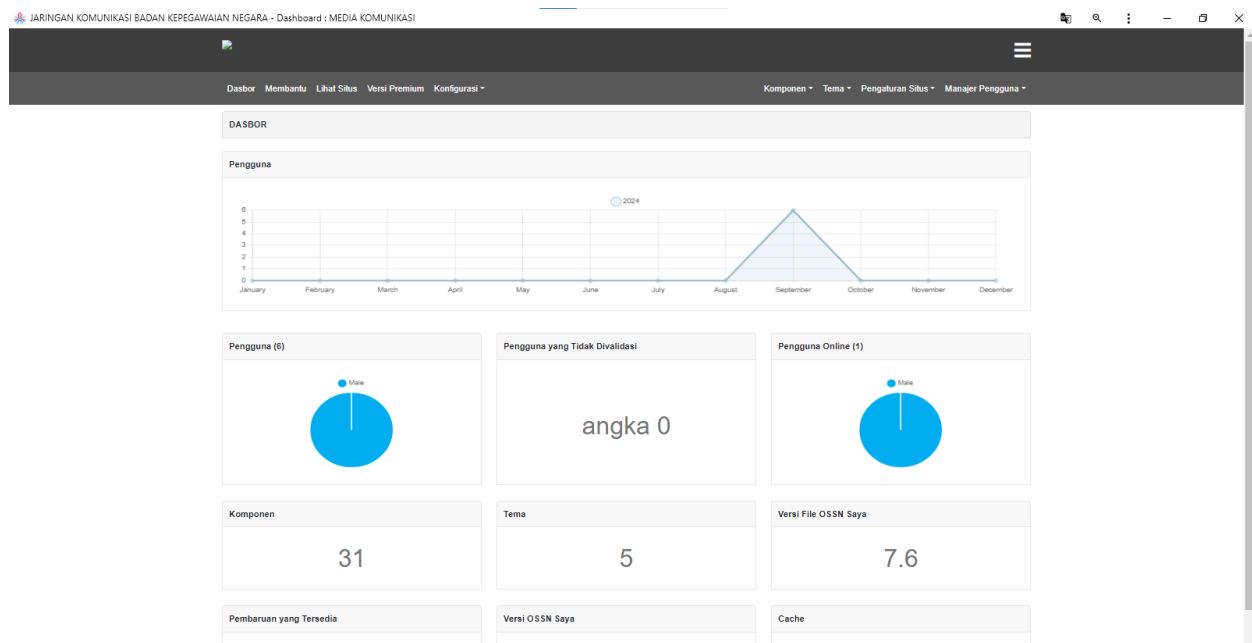 JARINGAN KOMUNIKASI BADAN KEPEGAWAIAN NEGARA - Dashboard : MEDIA KOMUNIKASI
Dasbor Membantu Lihat Situs Versi Premium Konfigurasi Komponen Tema Pengaturan Situs Manajer Pengguna
DASBOR
Pengguna
2024
6
5
4
3
2
1
0
January February March April May June July August September October November December
Pengguna (6) Pengguna yang Tidak Divalidasi Pengguna Online (1)
Male Male
angka 0
Komponen Tema Versi File OSSN Saya
31 5 7.6
Pembaruan yang Tersedia Versi OSSN Saya Cache